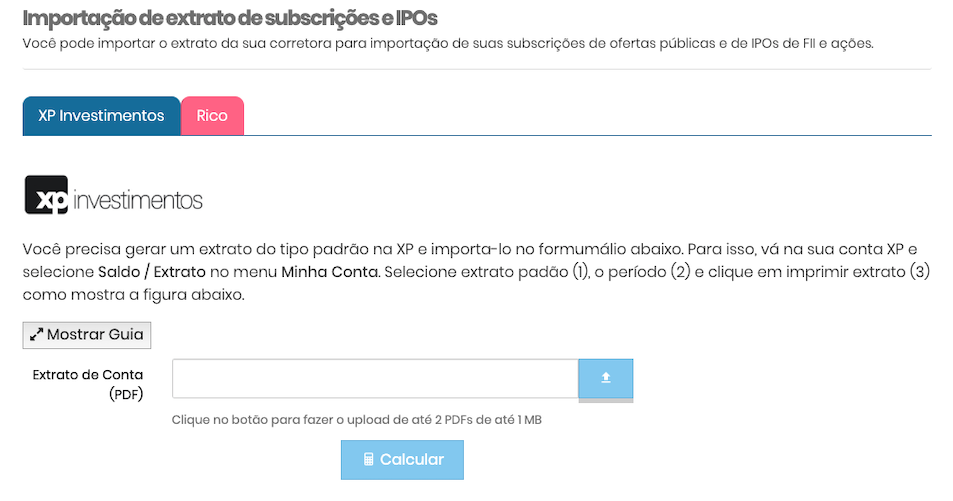 Importação de extrato de subscrições e IPOs
Você pode importar o extrato da sua corretora para importação de suas subscrições de ofertas públicas e de IPOs de FII e ações.
XP Investimentos Rico
xp investimentos
Você precisa gerar um extrato do tipo padrão na XP e importa-lo no formumálio abaixo. Para isso, vá na sua conta XP e
selecione Saldo / Extrato no menu Minha Conta. Selecione extrato padão (1), o período (2) e clique em imprimir extrato (3)
como mostra a figura abaixo.
Mostrar Guia
Extrato de Conta
(PDF)
Clique no botão para fazer o upload de até 2 PDFs de até 1 MB
Calcular